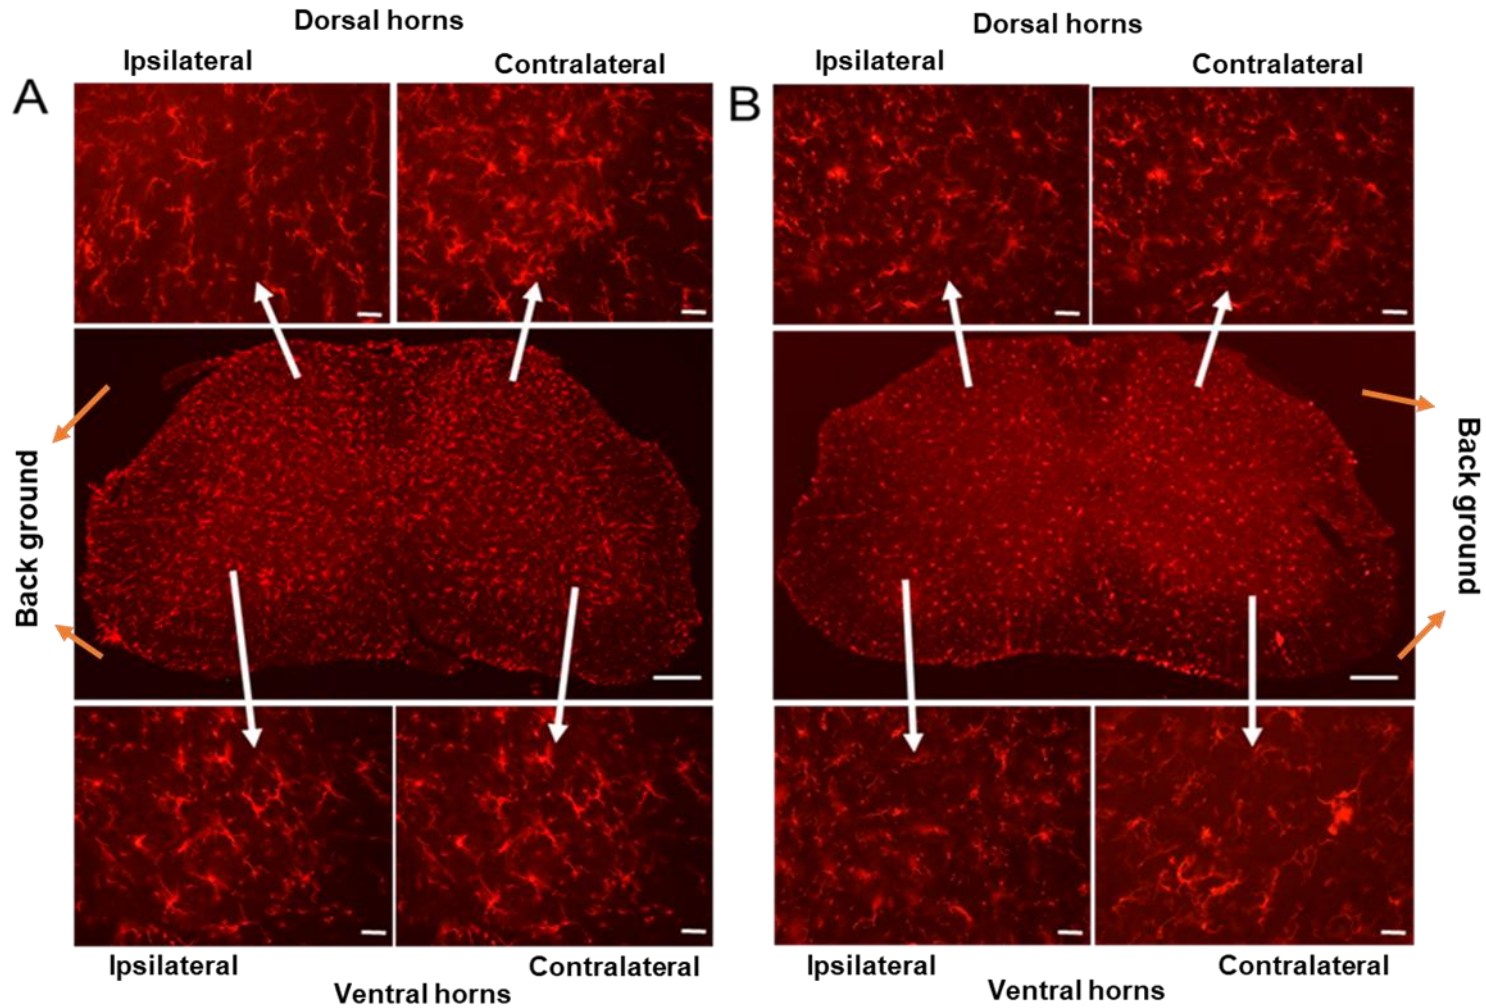 Dorsal horns
Ipsilateral
Contralateral
A
Back ground
Ipsilateral
Contralateral
Ventral horns
Dorsal horns
Ipsilateral
Contralateral
B
Back ground
Ipsilateral
Contralateral
Ventral horns